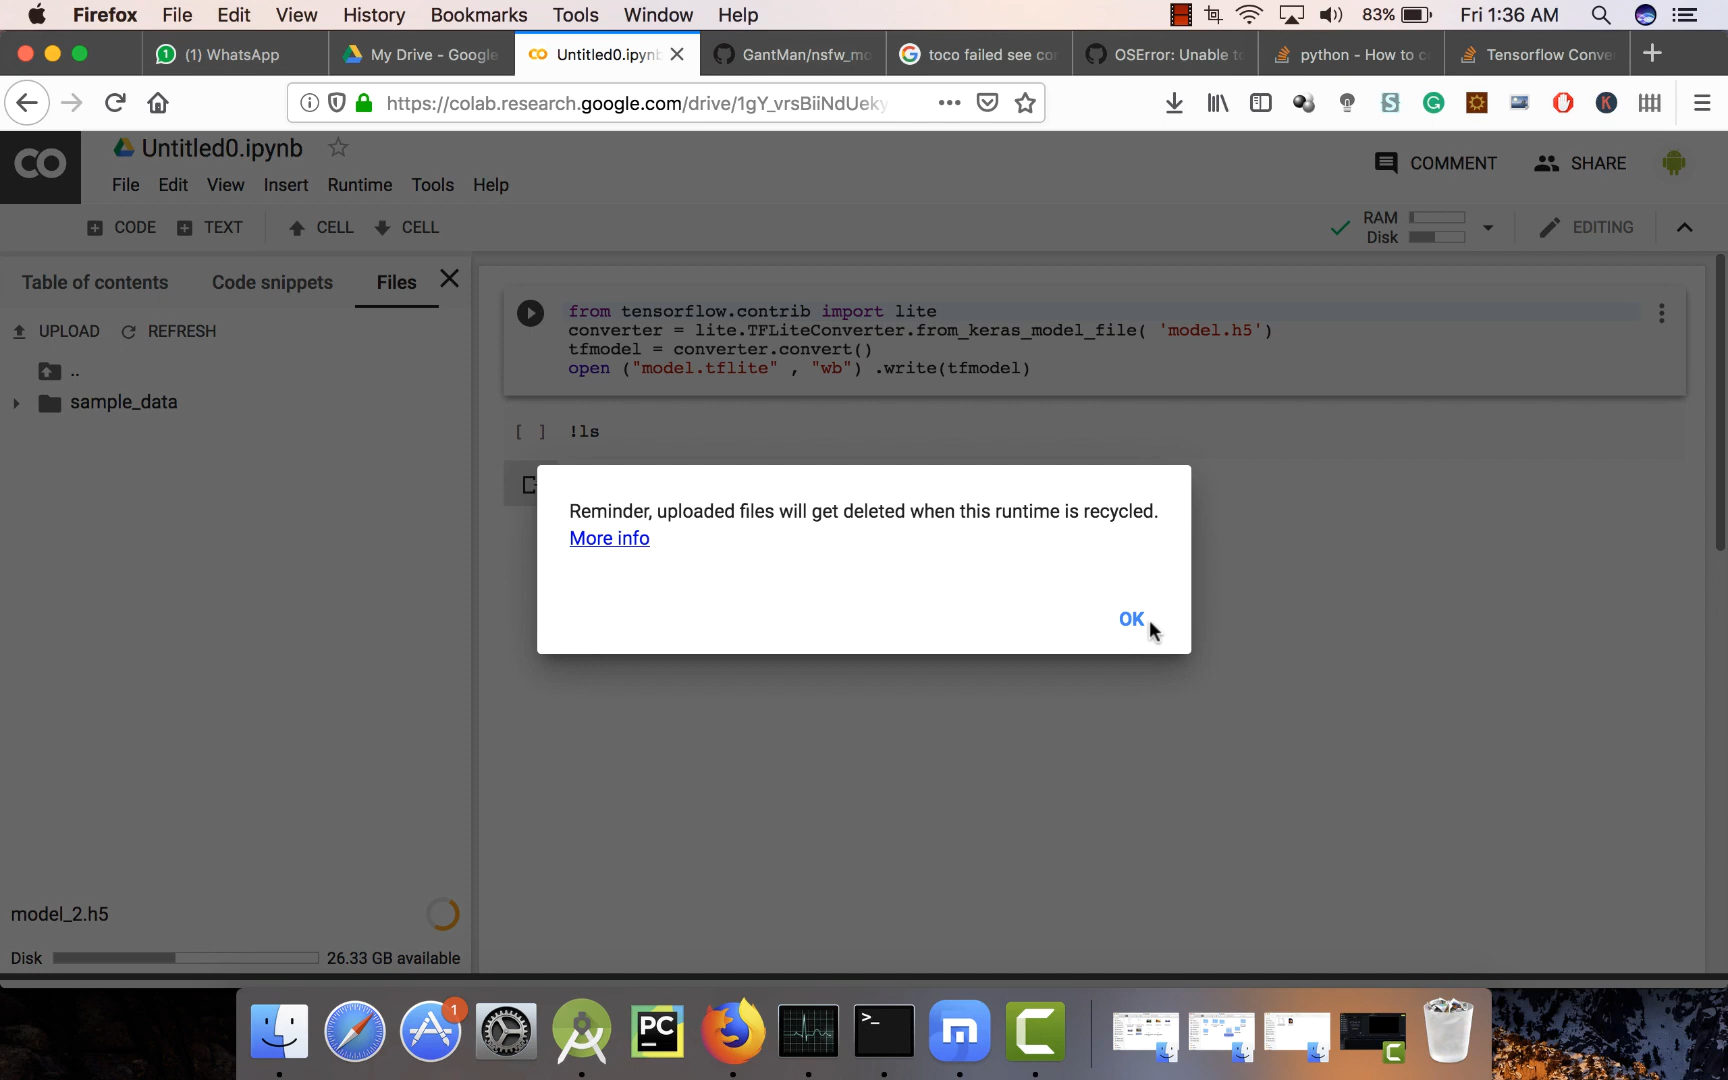 Firefox File Edit View History Bookmarks Tools Window Help 83% Fri 1:36 AM
(1) WhatsApp My Drive - Google Untitled0.ipynb GantMan/nsfw_mo toco failed see con OSError: Unable to python - How to c Tensorflow Conve
https://colab.research.google.com/drive/1gY_vrsBiiNdUeky
CO Untitled0.ipynb
COMMENT SHARE
File Edit View Insert Runtime Tools Help
CODE TEXT CELL CELL RAM Disk EDITING
Table of contents Code snippets Files
UPLOAD REFRESH
..
sample_data
from tensorflow.contrib import lite
converter = lite.TFLiteConverter.from_keras_model_file( 'model.h5')
tfmodel = converter.convert()
open ("model.tflite" , "wb") .write(tfmodel)
[ ] !ls
Reminder, uploaded files will get deleted when this runtime is recycled.
More info
OK
model_2.h5
Disk 26.33 GB available
1
PC
>_
m
C